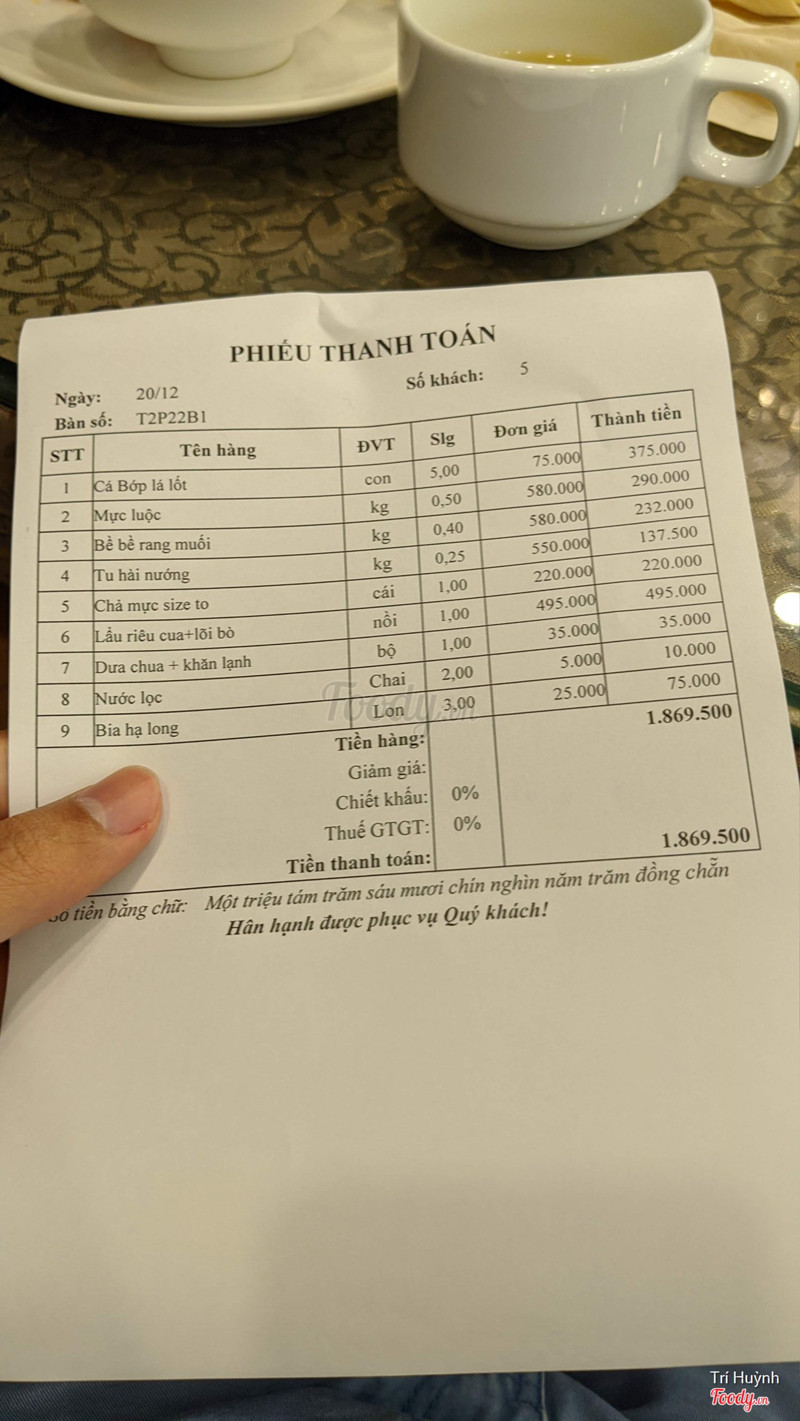 PHIẾU THANH TOÁN
Ngày: 20/12 Số khách: 5
Bàn số: T2P22B1
STT Tên hàng ĐVT Slg Đơn giá Thành tiền
1 Cá Bớp lá lốt con 5,00 75.000 375.000
2 Mực luộc kg 0,50 580.000 290.000
3 Bề bề rang muối kg 0,40 580.000 232.000
4 Tu hài nướng kg 0,25 550.000 137.500
5 Chả mực size to cái 1,00 220.000 220.000
6 Lẩu riêu cua+lõi bò nồi 1,00 495.000 495.000
7 Dưa chua + khăn lạnh bộ 1,00 35.000 35.000
8 Nước lọc Chai 2,00 5.000 10.000
9 Bia hạ long Lon 3,00 25.000 75.000
Tiền hàng: 1.869.500
Giảm giá:
Chiết khấu: 0%
Thuế GTGT: 0%
Tiền thanh toán: 1.869.500
Số tiền bằng chữ: Một triệu tám trăm sáu mươi chín nghìn năm trăm đồng chẵn
Hân hạnh được phục vụ Quý khách!
Foody.vn
Trí Huỳnh
Foody.vn